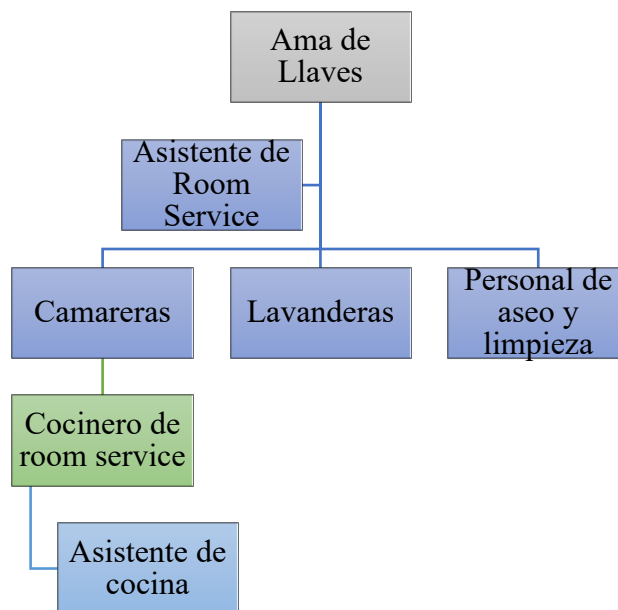 Ama de
Llaves
Asistente de
Room
Service
Camareras
Lavanderas
Personal de
aseo y
limpieza
Cocinero de
room service
Asistente de
cocina